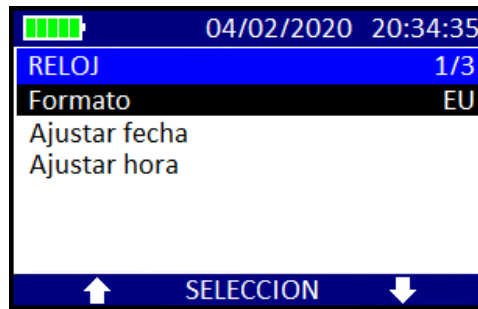 04/02/2020 20:34:35
RELOJ 1/3
Formato EU
Ajustar fecha
Ajustar hora
SELECCION